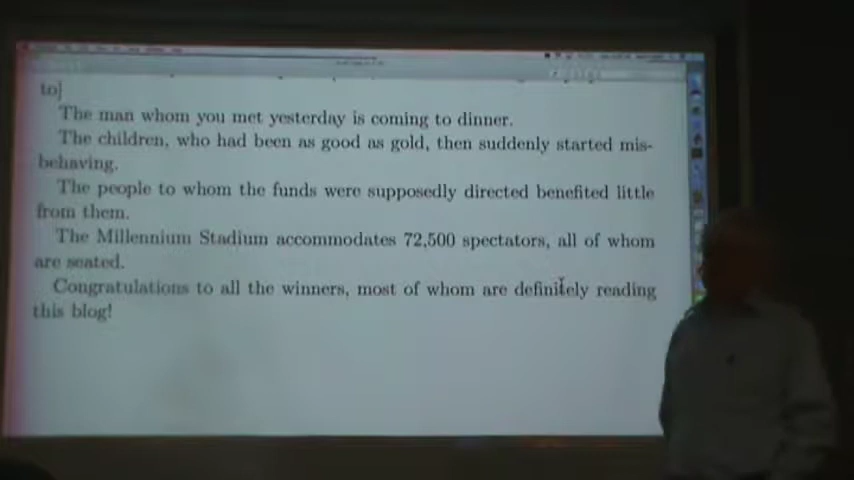 to]
The man whom you met yesterday is coming to dinner.
The children, who had been as good as gold, then suddenly started mis-
behaving.
The people to whom the funds were supposedly directed benefited little
from them.
The Millennium Stadium accommodates 72,500 spectators, all of whom
are seated.
Congratulations to all the winners, most of whom are definitely reading
this blog!